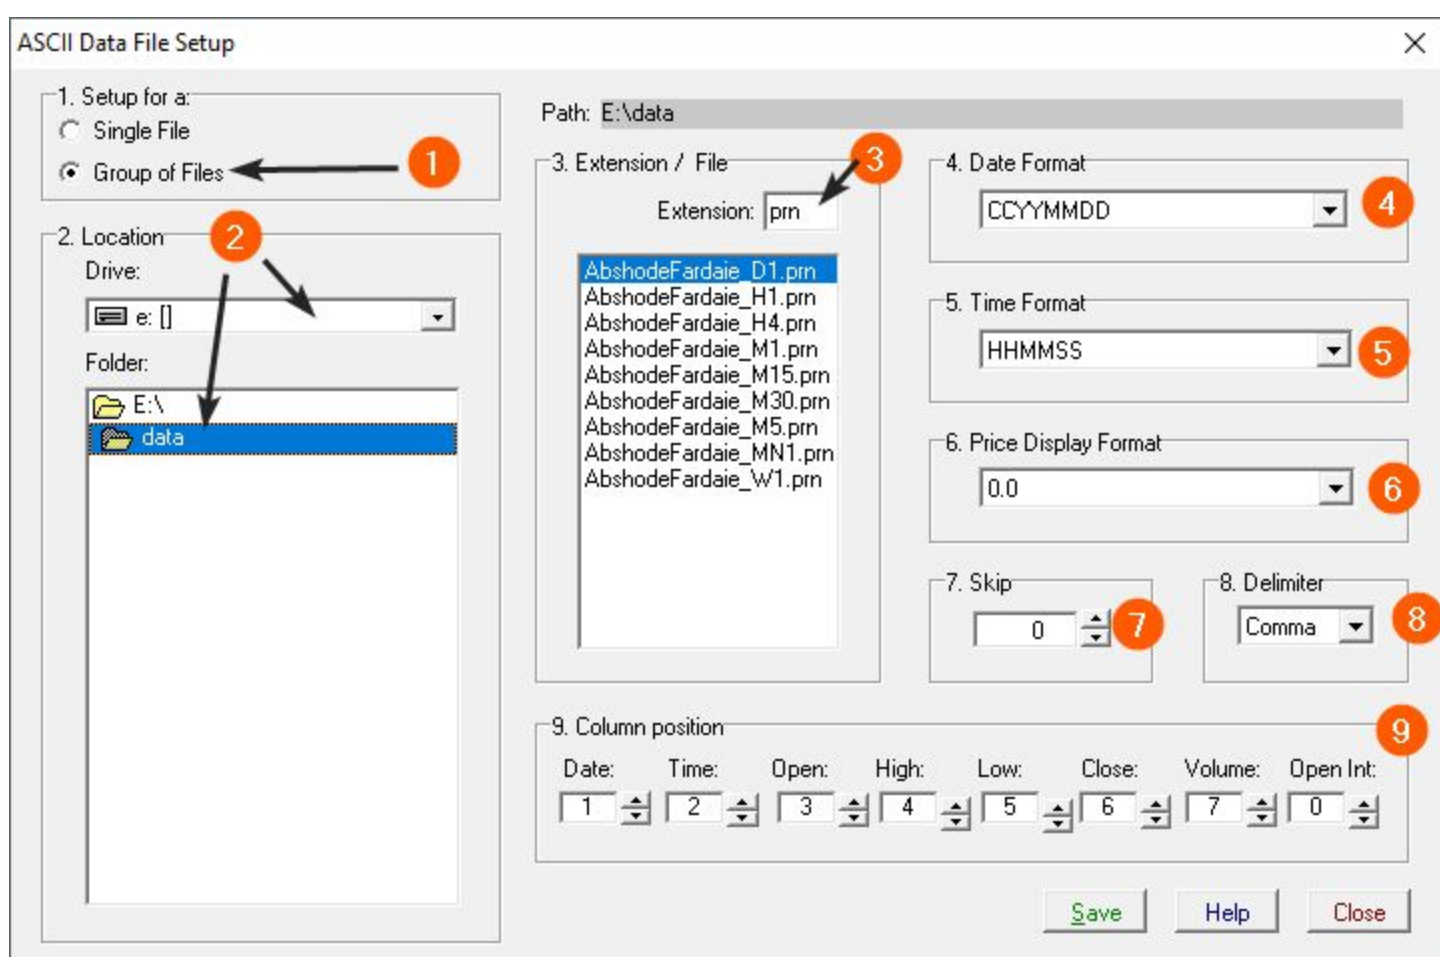 ASCII Data File Setup
1. Setup for a:
Single File
Group of Files
1
2. Location
2
Drive:
e: []
Folder:
E:\
data
Path: E:\data
3. Extension / File
3
Extension: prn
AbshodeFardaie_D1.prn
AbshodeFardaie_H1.prn
AbshodeFardaie_H4.prn
AbshodeFardaie_M1.prn
AbshodeFardaie_M15.prn
AbshodeFardaie_M30.prn
AbshodeFardaie_M5.prn
AbshodeFardaie_MN1.prn
AbshodeFardaie_W1.prn
4. Date Format
CCYYMMDD
4
5. Time Format
HHMMSS
5
6. Price Display Format
0.0
6
7. Skip
0
7
8. Delimiter
Comma
8
9. Column position
9
Date: Time: Open: High: Low: Close: Volume: Open Int:
1 2 3 4 5 6 7 0
Save Help Close